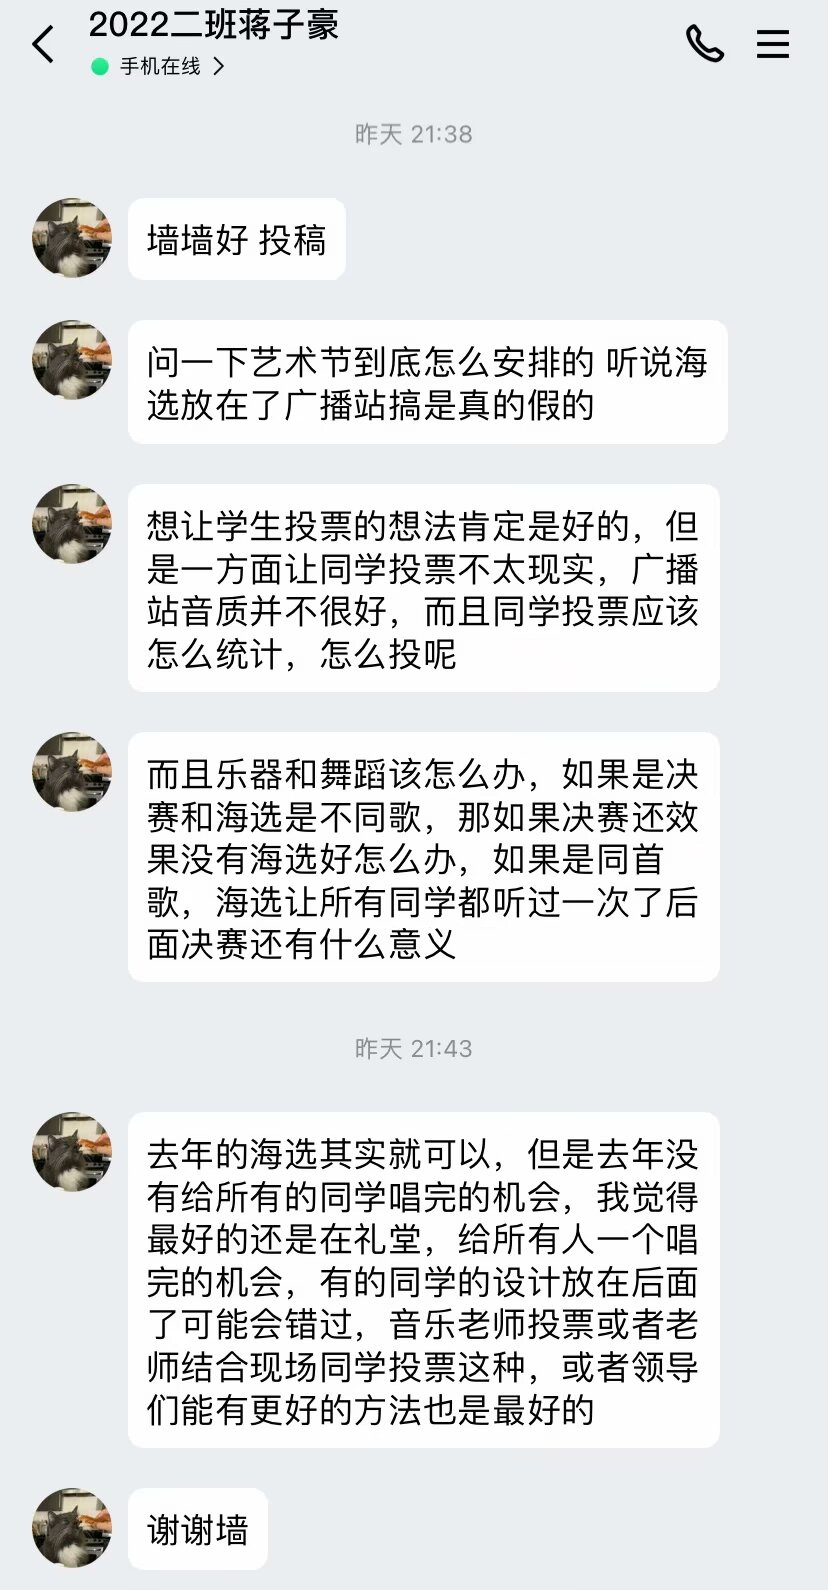 2022二班蒋子豪
手机在线
昨天 21:38
墙墙好 投稿
问一下艺术节到底怎么安排的 听说海
选放在了广播站搞是真的假的
想让学生投票的想法肯定是好的，但
是一方面让同学投票不太现实，广播
站音质并不很好，而且同学投票应该
怎么统计，怎么投呢
而且乐器和舞蹈该怎么办，如果是决
赛和海选是不同歌，那如果决赛还效
果没有海选好怎么办，如果是同首
歌，海选让所有同学都听过一次了后
面决赛还有什么意义
昨天 21:43
去年的海选其实就可以，但是去年没
有给所有的同学唱完的机会，我觉得
最好的还是在礼堂，给所有人一个唱
完的机会，有的同学的设计放在后面
了可能会错过，音乐老师投票或者老
师结合现场同学投票这种，或者领导
们能有更好的方法也是最好的
谢谢墙